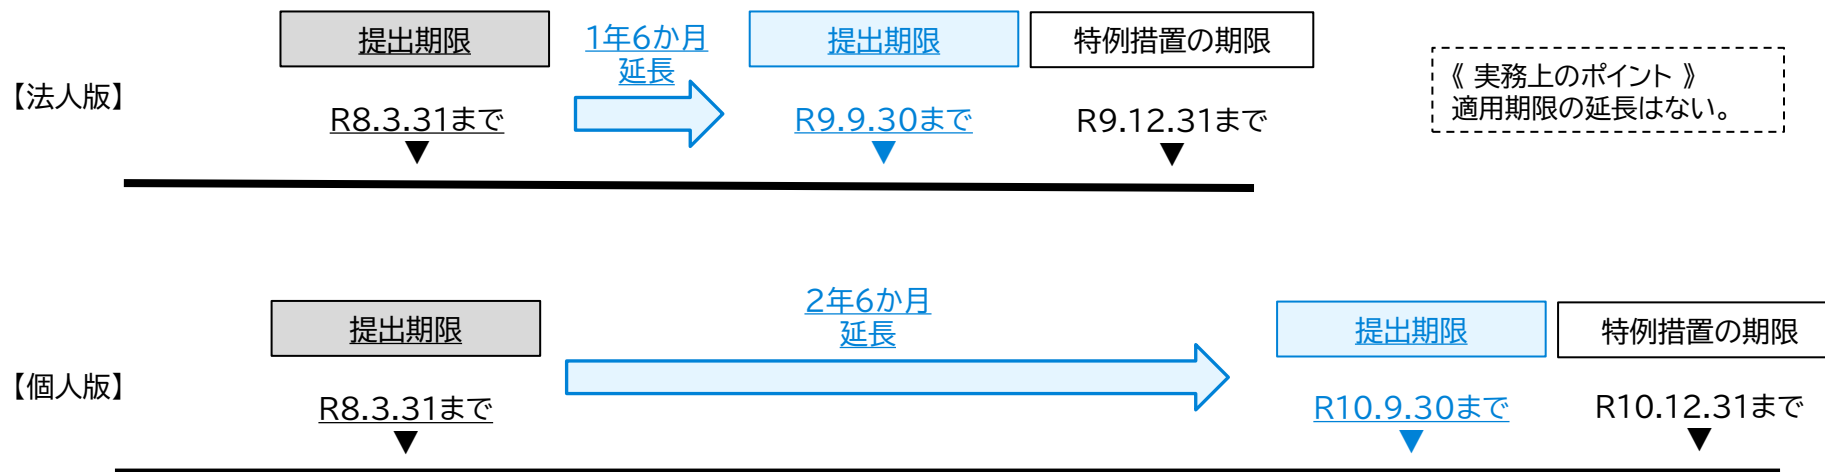 提出期限
1年6か月
延長
提出期限
特例措置の期限
《 実務上のポイント 》
適用期限の延長はない。
【法人版】
R8.3.31まで
R9.9.30まで
R9.12.31まで
提出期限
2年6か月
延長
提出期限
特例措置の期限
【個人版】
R8.3.31まで
R10.9.30まで
R10.12.31まで